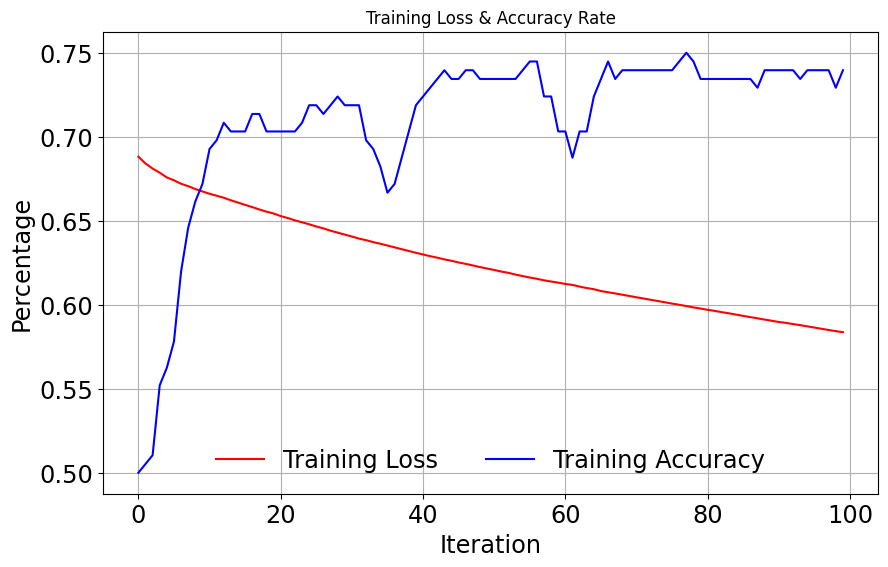 Training Loss & Accuracy Rate
0.75
0.70
0.65
0.60
0.55
0.50
Percentage
Training Loss Training Accuracy
0 20 40 60 80 100
Iteration